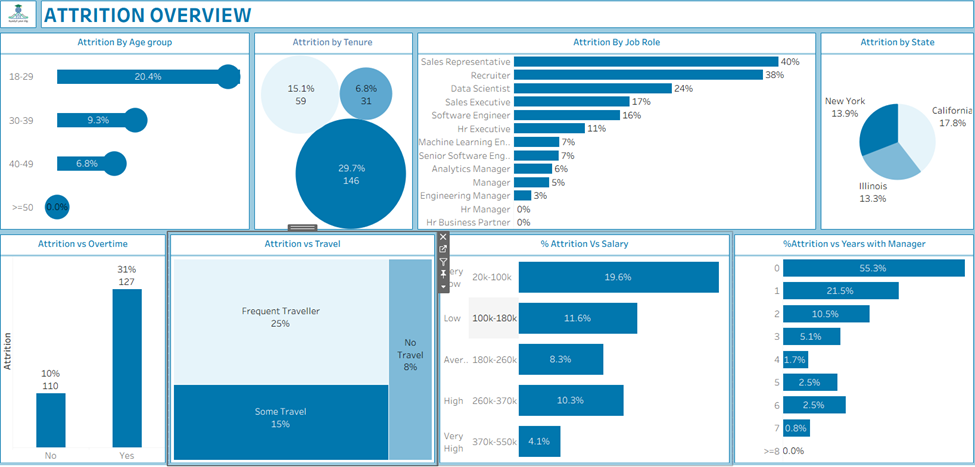 ATTRITION OVERVIEW
Attrition By Age group
18-29
20.4%
30-39
9.3%
40-49
6.8%
>=50
0.0%
Attrition by Tenure
15.1%
59
6.8%
31
29.7%
146
Attrition By Job Role
Sales Representative 40%
Recruiter 38%
Data Scientist 24%
Sales Executive 17%
Software Engineer 16%
Hr Executive 11%
Machine Learning En.. 7%
Senior Software Eng.. 7%
Analytics Manager 6%
Manager 5%
Engineering Manager 3%
Hr Manager 0%
Hr Business Partner 0%
Attrition by State
New York
13.9%
California
17.8%
Illinois
13.3%
Attrition vs Overtime
Attrition
10%
110
31%
127
No
Yes
Attrition vs Travel
Frequent Traveller
25%
Some Travel
15%
No
Travel
8%
% Attrition Vs Salary
20k-100k 19.6%
Low 100k-180k 11.6%
Aver.. 180k-260k 8.3%
High 260k-370k 10.3%
Very
High 370k-550k 4.1%
%Attrition vs Years with Manager
0 55.3%
1 21.5%
2 10.5%
3 5.1%
4 1.7%
5 2.5%
6 2.5%
7 0.8%
>=8 0.0%